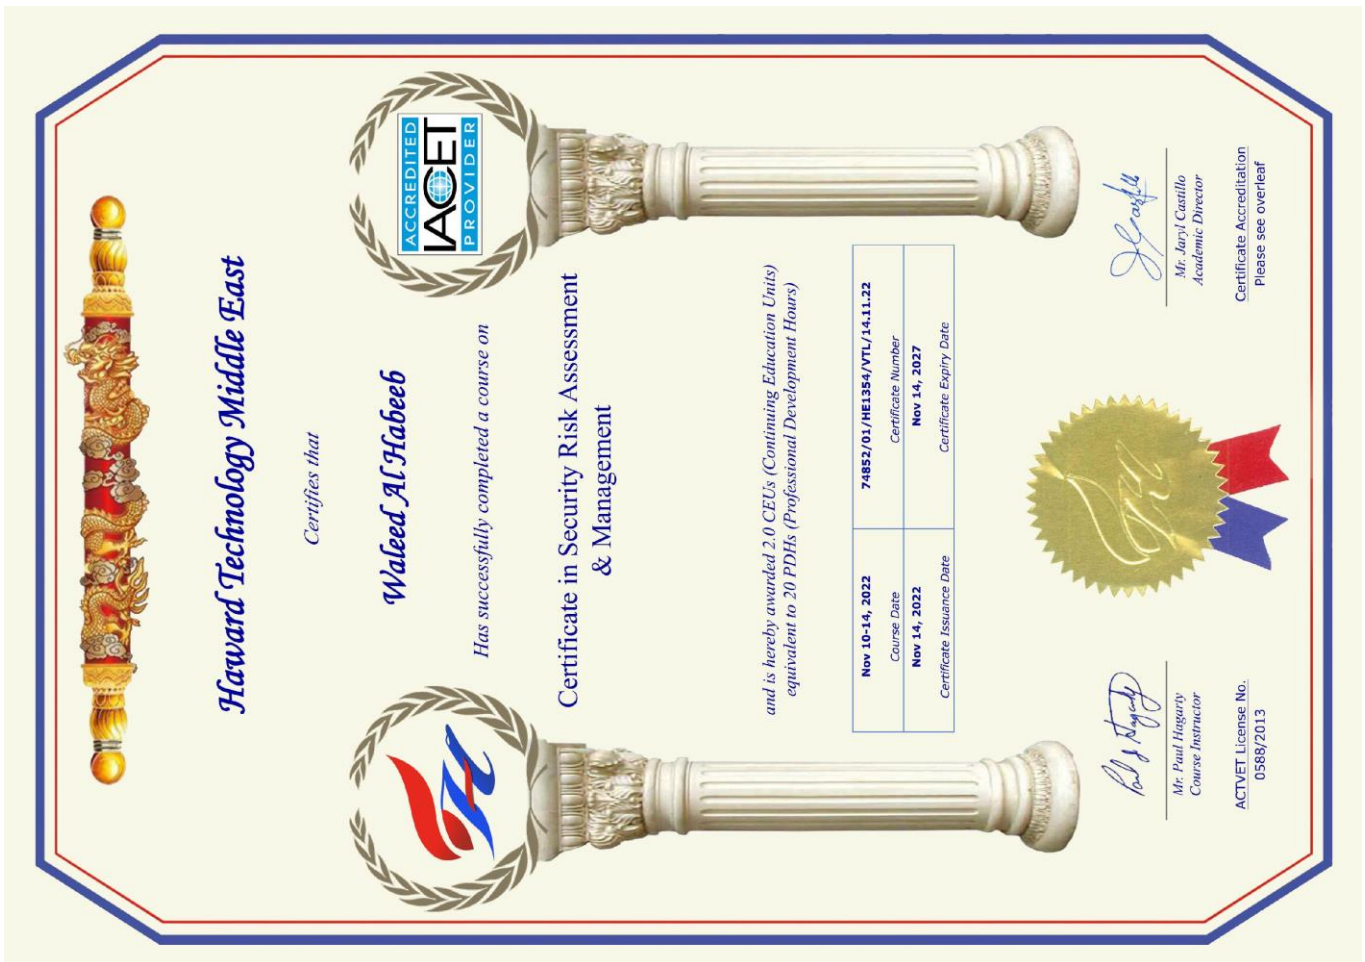 Haward Technology Middle East
Certifies that
ACCREDITED
IACET
PROVIDER
Waleed Al Habeeb
Has successfully completed a course on
Certificate in Security Risk Assessment
& Management
and is hereby awarded 2.0 CEUs (Continuing Education Units)
equivalent to 20 PDHs (Professional Development Hours)
Nov 10-14, 2022 74852/01/HE1354/VTL/14.11.22
Course Date Certificate Number
Nov 14, 2022 Nov 14, 2027
Certificate Issuance Date Certificate Expiry Date
Mr. Paul Hagarty Mr. Jaryl Castillo
Course Instructor Academic Director
ACTVET License No. Certificate Accreditation
0588/2013 Please see overleaf